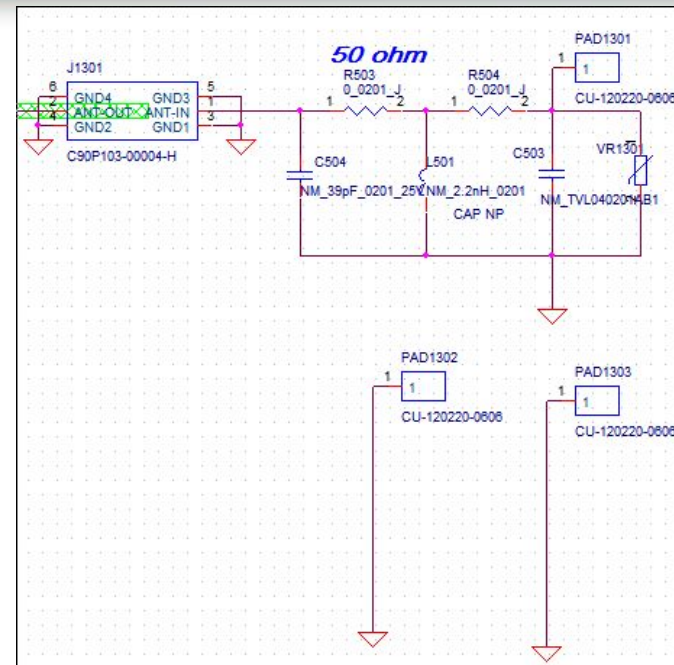 50 ohm
J1301
6
GND4
GND3
5
2
ANT-OUT
ANT-IN
1
4
GND2
GND1
3
C90P103-00004-H
R503
0_0201_J
1
2
R504
0_0201_J
1
2
PAD1301
1
1
CU-120220-0606
C504
NM_39pF_0201_25V
L501
NM_2.2nH_0201
CAP NP
C503
VR1301
NM_TVL040201AB1
PAD1302
1
1
CU-120220-0606
PAD1303
1
1
CU-120220-0606